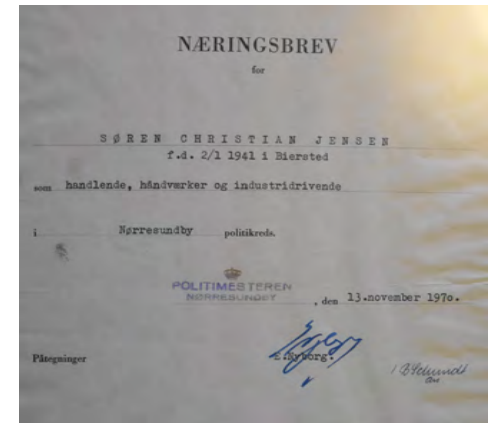 NÆRINGSBREV
for
SØREN CHRISTIAN JENSEN
f.d. 2/1 1941 i Biersted
som handlende, håndværker og industridrivende
i Nørresundby politikreds.
POLITIMESTEREN
NØRRESUNDBY , den 13.november 1970.
Nyborg.
Påtegninger